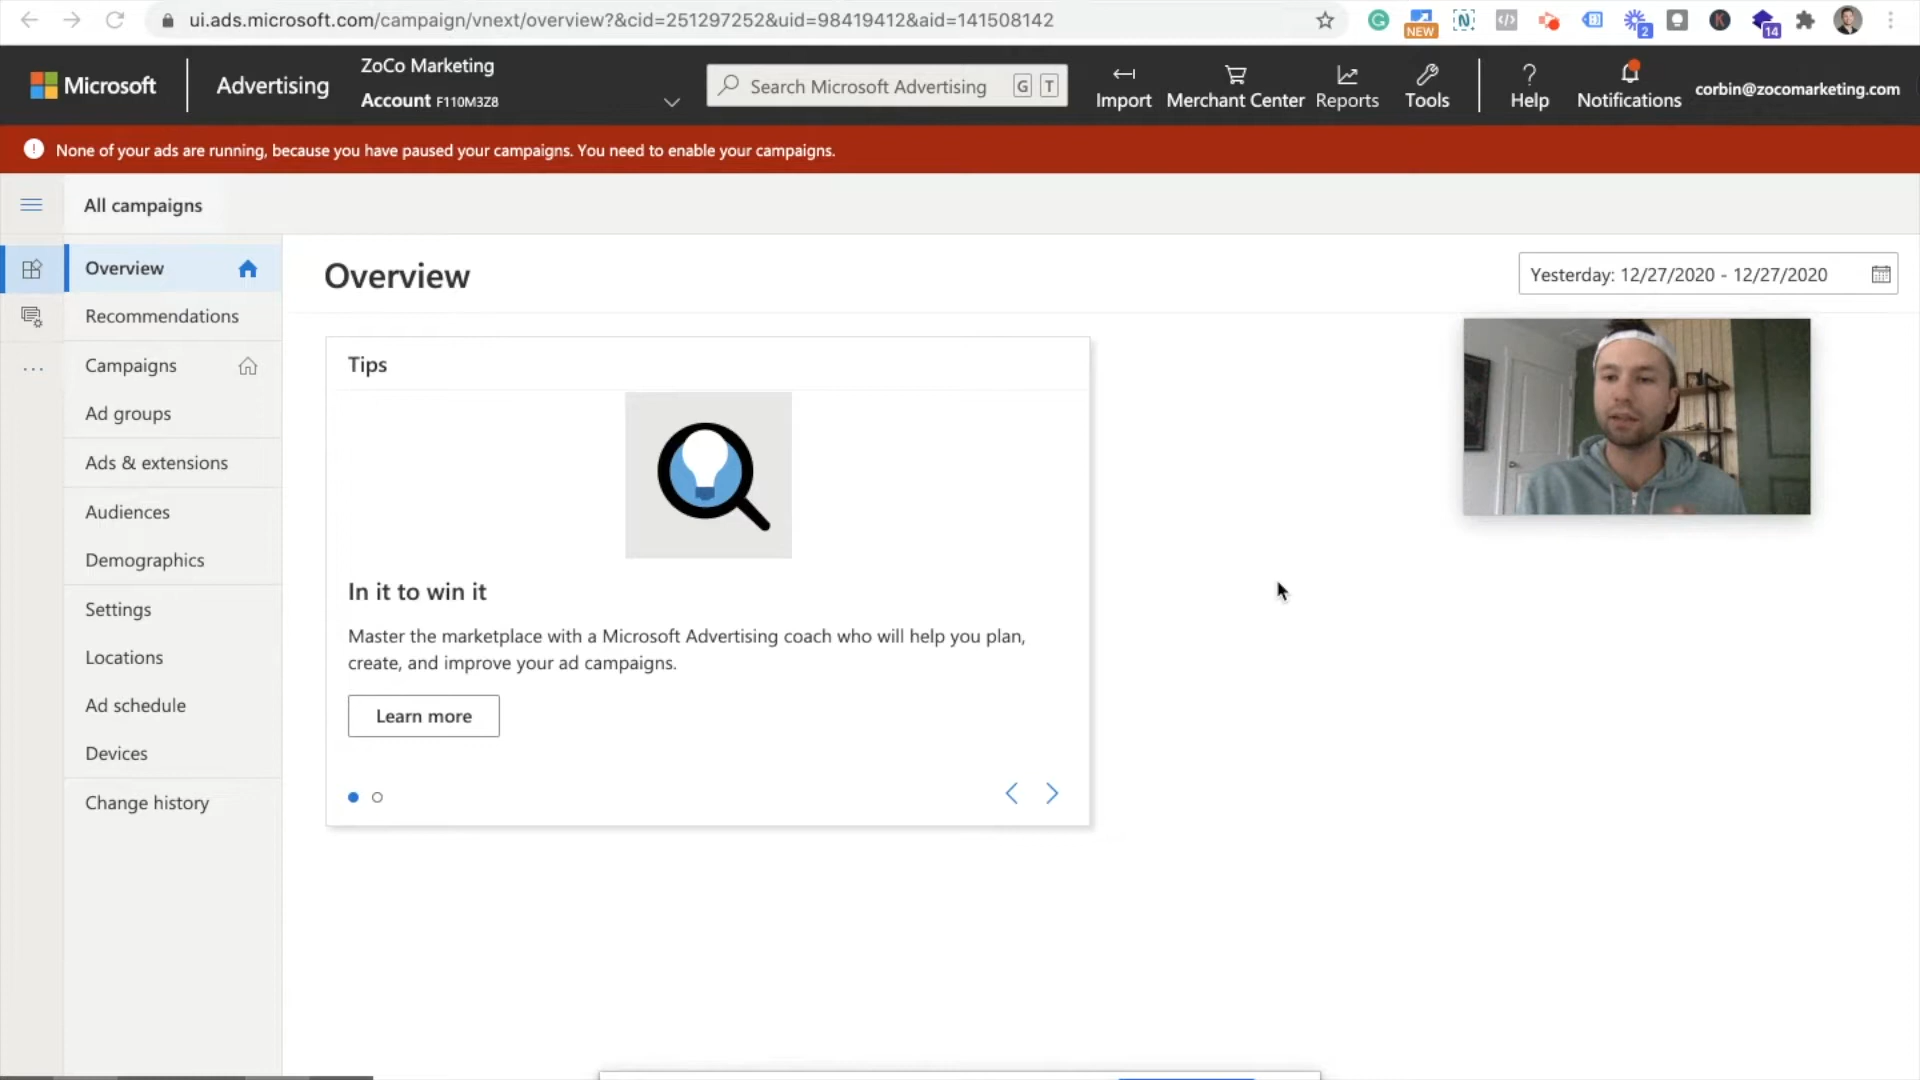 ui.ads.microsoft.com/campaign/vnext/overview?&cid=251297252&uid=98419412&aid=141508142
NEW
2
K
14
Microsoft
Advertising
ZoCo Marketing
Account F110M3Z8
Search Microsoft Advertising
G
T
Import
Merchant Center
Reports
Tools
Help
Notifications
corbin@zocomarketing.com
None of your ads are running, because you have paused your campaigns. You need to enable your campaigns.
All campaigns
Overview
Recommendations
Campaigns
Ad groups
Ads & extensions
Audiences
Demographics
Settings
Locations
Ad schedule
Devices
Change history
Overview
Yesterday: 12/27/2020 - 12/27/2020
Tips
In it to win it
Master the marketplace with a Microsoft Advertising coach who will help you plan,
create, and improve your ad campaigns.
Learn more